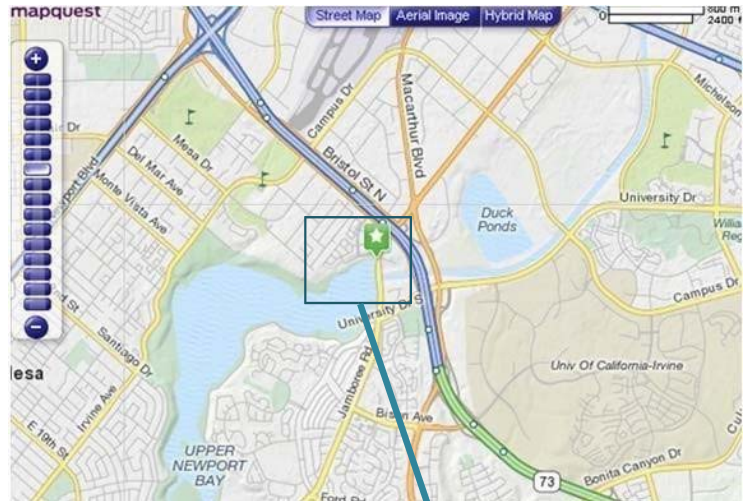 mapquest
Street Map
Aerial Image
Hybrid Map
2400 f
Campus Dr
Macarthur Blvd
Michelson
Dr
Mesa Dr
Del Mar Ave
Bristol St N
Monte Vista Ave
University Dr
Duck
Ponds
Campus Dr
University Dr S
Santiago Dr
esa
Irvine Ave
Jamboree Rd
Univ Of California-Irvine
Bison Ave
E 19th St
UPPER
NEWPORT
BAY
73
Bonita Canyon Dr
Ford Rd